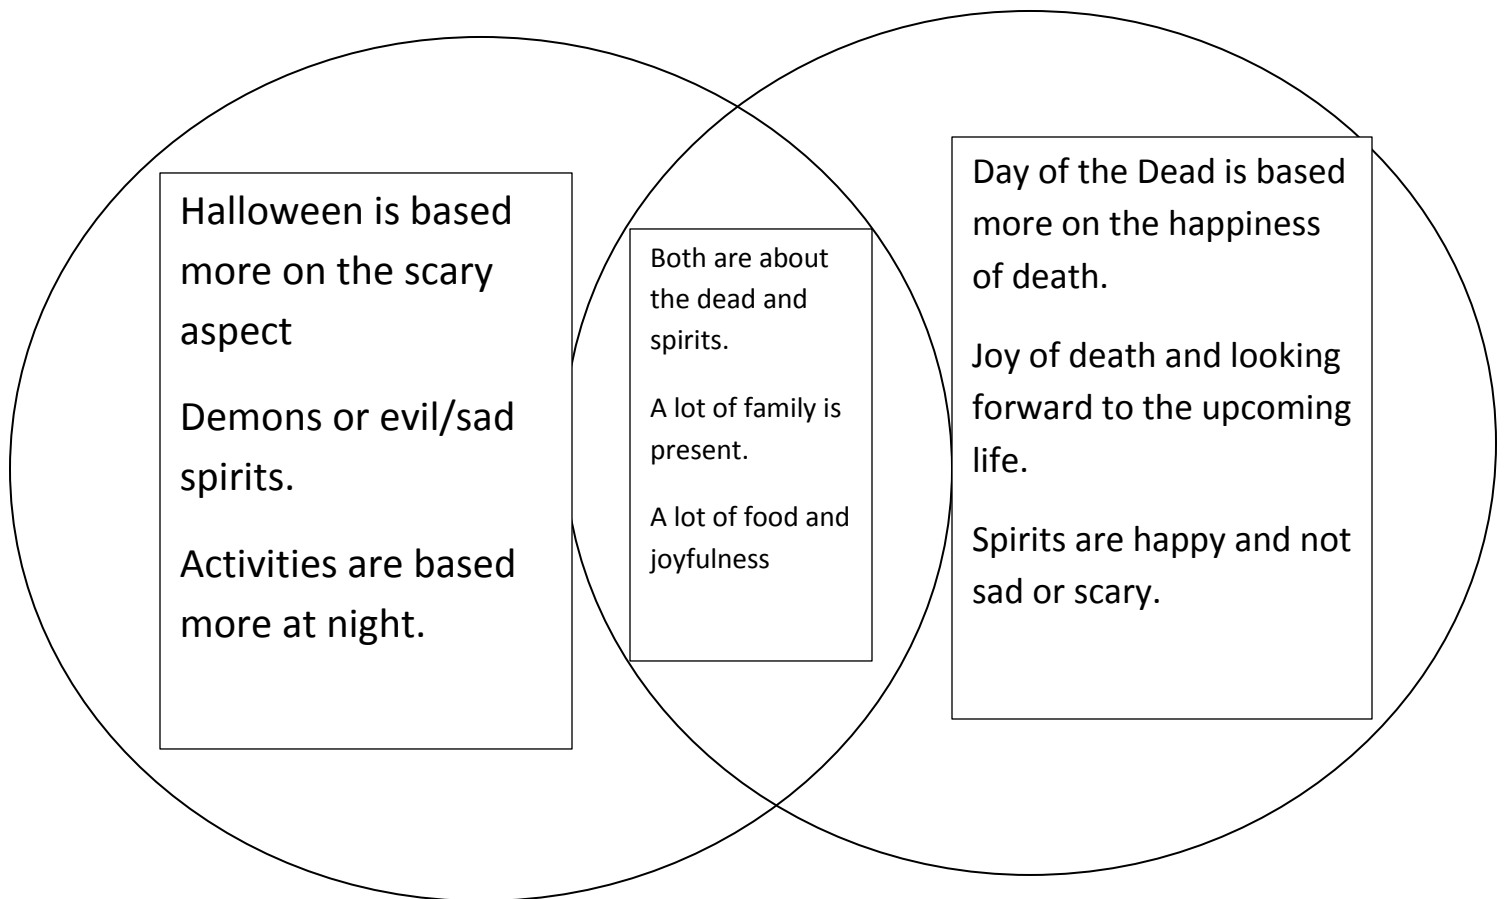 Halloween is based
more on the scary
aspect
Demons or evil/sad
spirits.
Activities are based
more at night.
Both are about
the dead and
spirits.
A lot of family is
present.
A lot of food and
joyfulness
Day of the Dead is based
more on the happiness
of death.
Joy of death and looking
forward to the upcoming
life.
Spirits are happy and not
sad or scary.